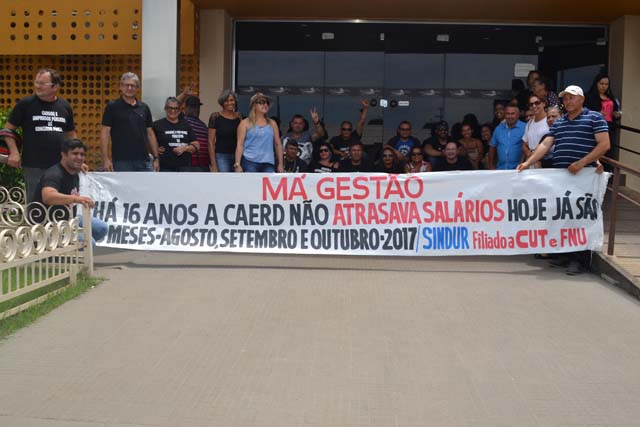 MÁ GESTÃO
HÁ 16 ANOS A CAERD NÃO ATRASAVA SALÁRIOS HOJE JÁ SÃO
MESES-AGOSTO, SETEMBRO E OUTUBRO-2017/ SINDUR Filiado a CUT e FNU